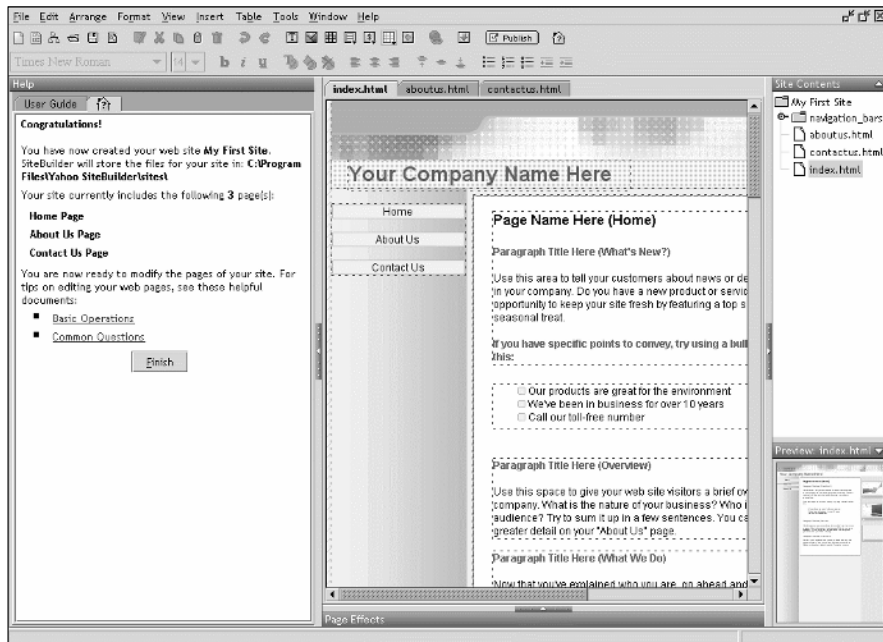 File Edit Arrange Format View Insert Table Tools Window Help
Publish
Times New Roman 14 b i u
Help
User Guide
Congratulations!
You have now created your web site My First Site.
SiteBuilder will store the files for your site in: C:\Program
Files\Yahoo SiteBuilder\sites\
Your site currently includes the following 3 page(s):
Home Page
About Us Page
Contact Us Page
You are now ready to modify the pages of your site. For
tips on editing your web pages, see these helpful
documents:
Basic Operations
Common Questions
Finish
index.html aboutus.html contactus.html
Your Company Name Here
Home
About Us
Contact Us
Page Name Here (Home)
Paragraph Title Here (What's New?)
Use this area to tell your customers about news or de
in your company. Do you have a new product or servic
opportunity to keep your site fresh by featuring a top s
seasonal treat.
If you have specific points to convey, try using a bull
this:
Our products are great for the environment
We've been in business for over 10 years
Call our toll-free number
Paragraph Title Here (Overview)
Use this space to give your web site visitors a brief ov
company. What is the nature of your business? Who i
audience? Try to sum it up in a few sentences. You ca
greater detail on your "About Us" page.
Paragraph Title Here (What We Do)
Now that you've explained who you are, go ahead and
Page Effects
Site Contents
My First Site
navigation_bars
aboutus.html
contactus.html
index.html
Preview: index.html